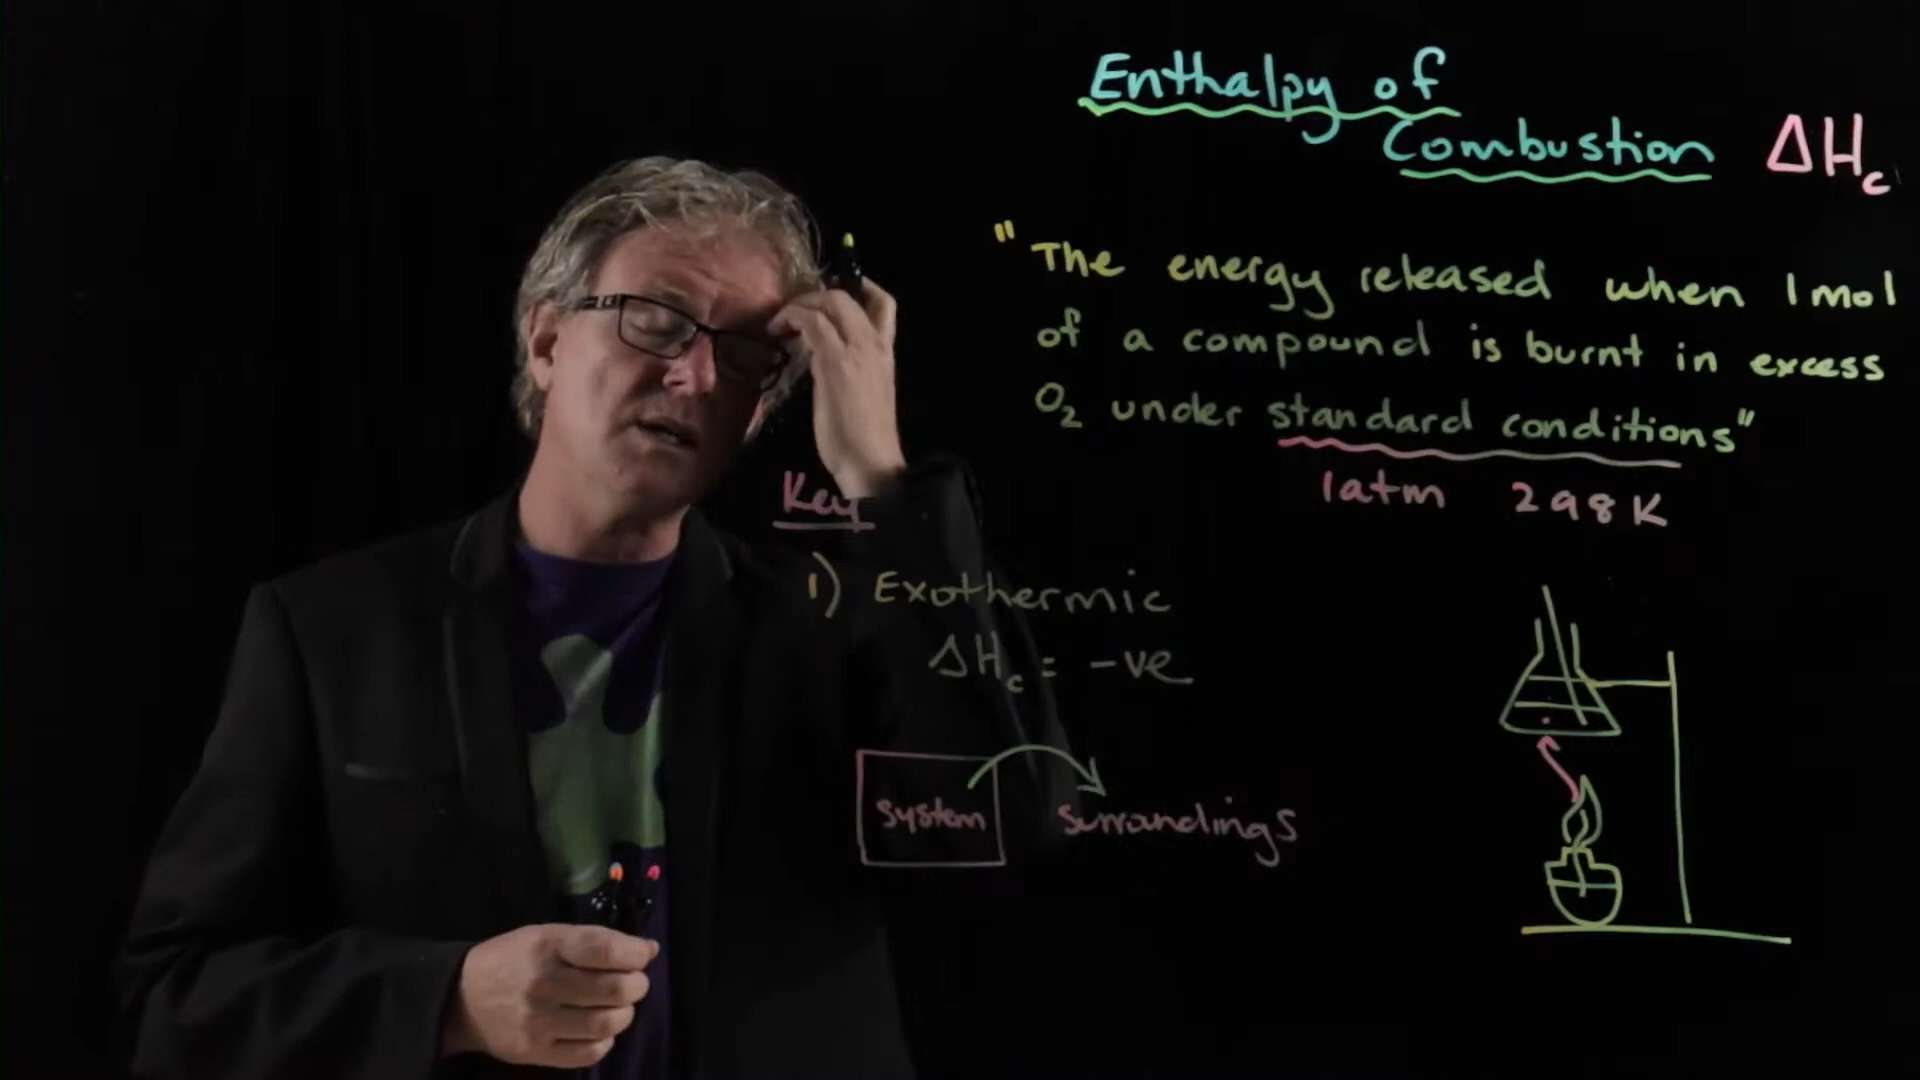 Enthalpy of
Combustion ΔHc
"The energy released when 1mol
of a compound is burnt in excess
O₂ under standard conditions"
1atm 298K
Key
1) Exothermic
ΔHc = -ve
system
surroundings